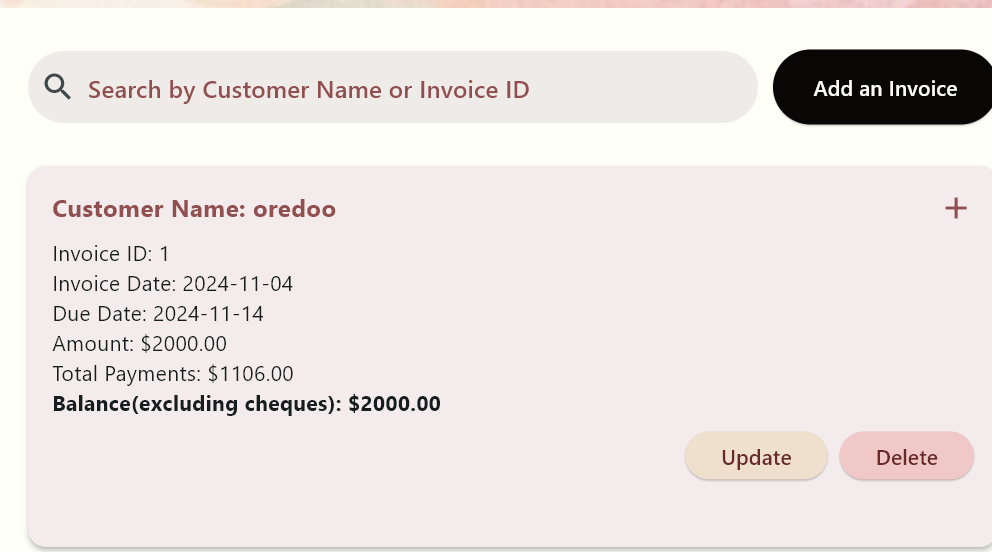 Search by Customer Name or Invoice ID
Add an Invoice
Customer Name: oredoo
Invoice ID: 1
Invoice Date: 2024-11-04
Due Date: 2024-11-14
Amount: $2000.00
Total Payments: $1106.00
Balance(excluding cheques): $2000.00
Update
Delete